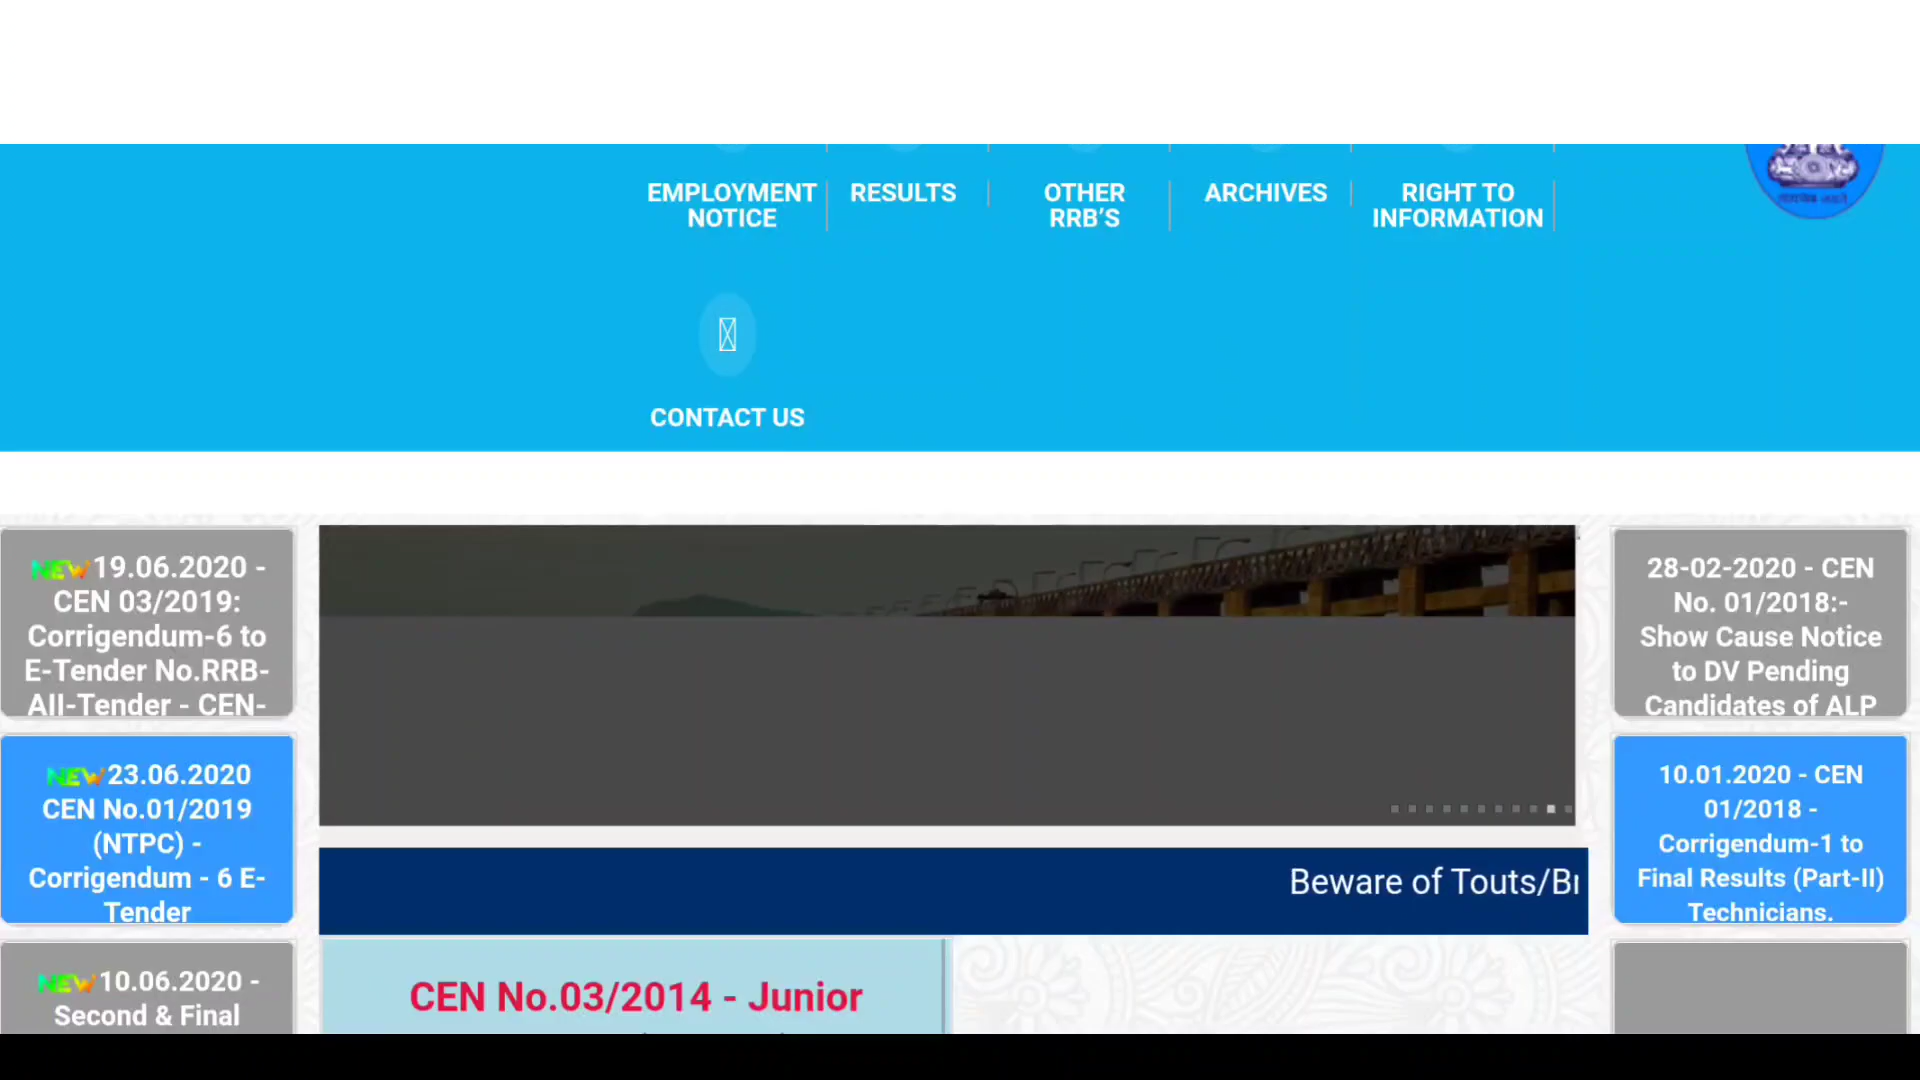 EMPLOYMENT
NOTICE
RESULTS
OTHER
RRB’S
ARCHIVES
RIGHT TO
INFORMATION
CONTACT US
NEW 19.06.2020 -
CEN 03/2019:
Corrigendum-6 to
E-Tender No.RRB-
All-Tender - CEN-
NEW 23.06.2020
CEN No.01/2019
(NTPC) -
Corrigendum - 6 E-
Tender
NEW 10.06.2020 -
Second & Final
Beware of Touts/Br
CEN No.03/2014 - Junior
28-02-2020 - CEN
No. 01/2018:-
Show Cause Notice
to DV Pending
Candidates of ALP
10.01.2020 - CEN
01/2018 -
Corrigendum-1 to
Final Results (Part-II)
Technicians.